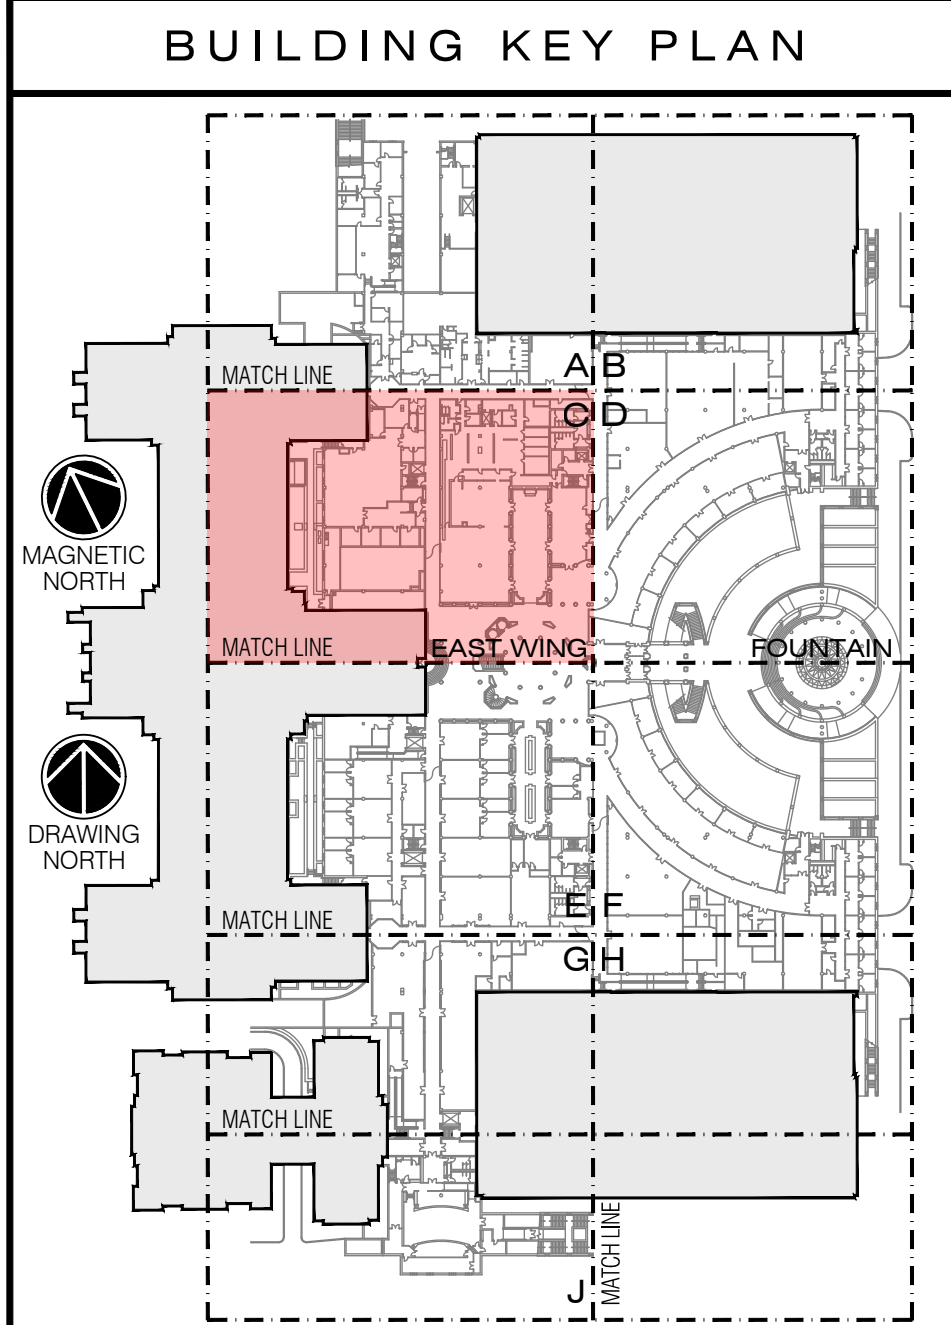 BUILDING KEY PLAN
A B
MATCH LINE
C D
MAGNETIC
NORTH
MATCH LINE
EAST WING
FOUNTAIN
DRAWING
NORTH
MATCH LINE
E F
G H
MATCH LINE
MATCH LINE
J